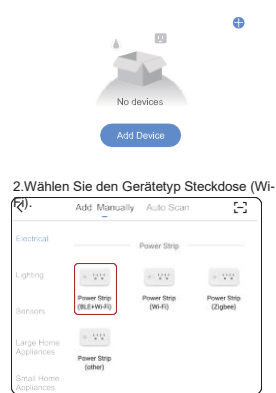 No devices
Add Device
2.Wählen Sie den Gerätetyp Steckdose (Wi-
Fi).
Add Manually Auto Scan
Electrical
Power Strip
Lighting
Power Strip
(BLE+Wi-Fi)
Power Strip
(Wi-Fi)
Power Strip
(Zigbee)
Sensors
Large Home
Appliances
Power Strip
(other)
Small Home
Appliances